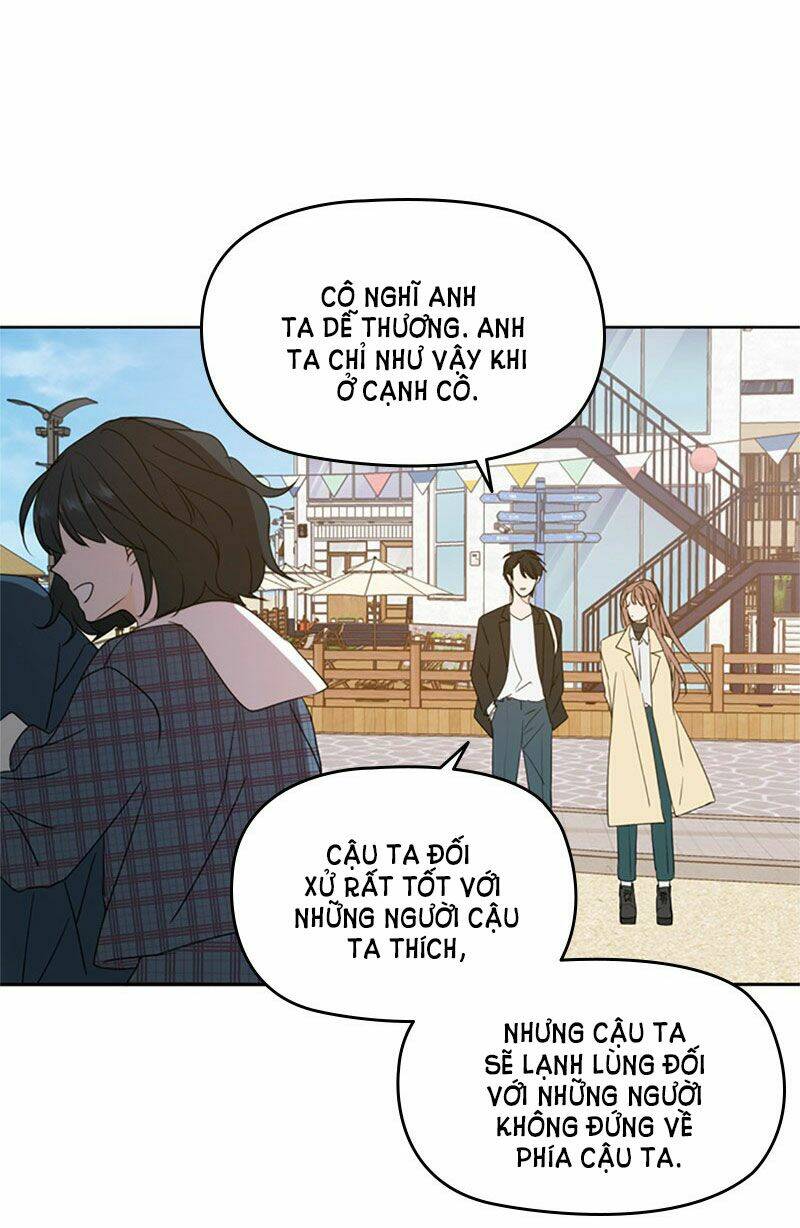 CÔ NGHĨ ANH
TA DỄ THƯƠNG. ANH
TA CHỈ NHƯ VẬY KHI
Ở CẠNH CÔ.
CẬU TA ĐỐI
XỬ RẤT TỐT VỚI
NHỮNG NGƯỜI CẬU
TA THÍCH,
NHƯNG CẬU TA
SẼ LẠNH LÙNG ĐỐI
VỚI NHỮNG NGƯỜI
KHÔNG ĐỨNG VỀ
PHÍA CẬU TA.